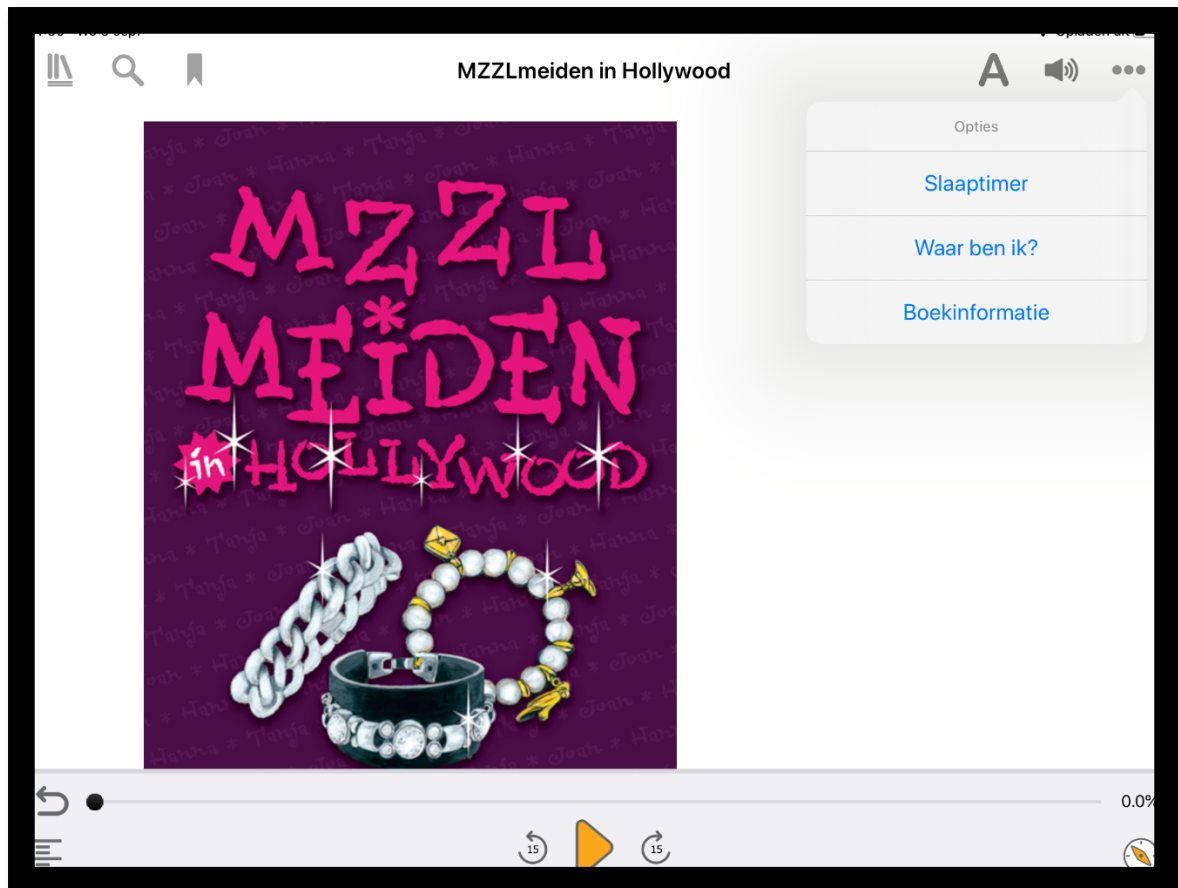 MZZLmeiden in Hollywood
A
Opties
Slaaptimer
Waar ben ik?
Boekinformatie
MZZL
MEIDEN
in HOLLYWOOD
0.0%
15
15